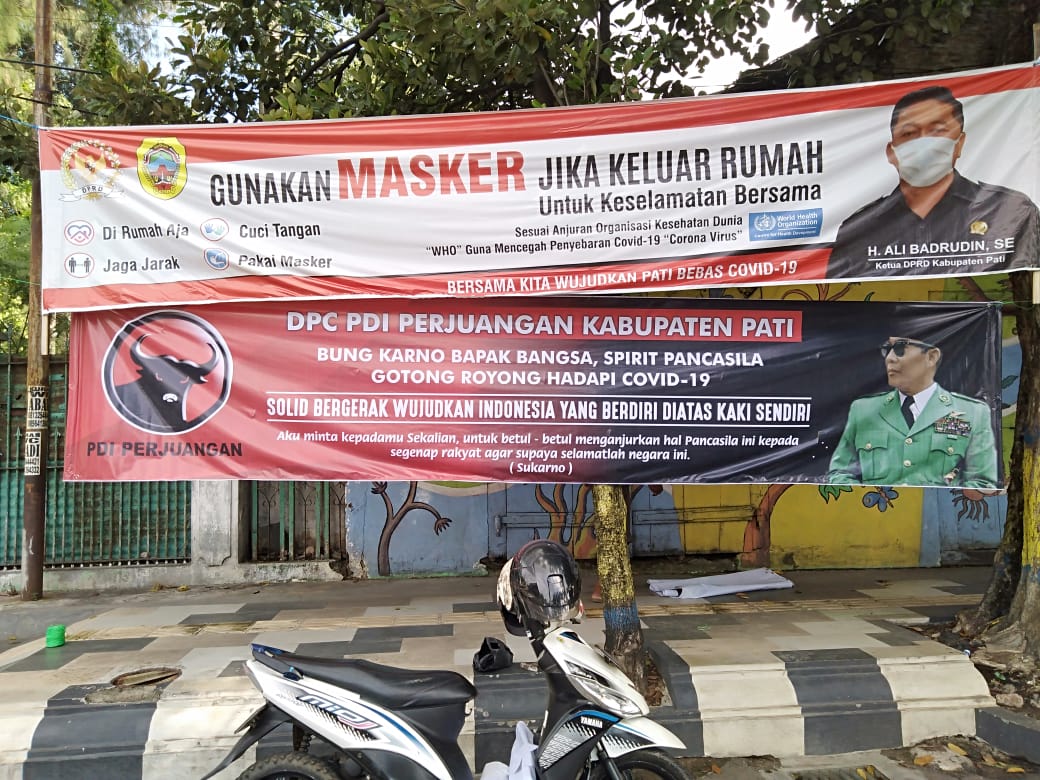 DPRD
GUNAKAN MASKER JIKA KELUAR RUMAH
Untuk Keselamatan Bersama
Sesuai Anjuran Organisasi Kesehatan Dunia
"WHO" Guna Mencegah Penyebaran Covid-19 "Corona Virus"
World Health
Organization
Di Rumah Aja
Cuci Tangan
Jaga Jarak
Pakai Masker
BERSAMA KITA WUJUDKAN PATI BEBAS COVID-19
H. ALI BADRUDIN, SE
Ketua DPRD Kabupaten Pati
DPC PDI PERJUANGAN KABUPATEN PATI
BUNG KARNO BAPAK BANGSA, SPIRIT PANCASILA
GOTONG ROYONG HADAPI COVID-19
SOLID BERGERAK WUJUDKAN INDONESIA YANG BERDIRI DIATAS KAKI SENDIRI
Aku minta kepadamu Sekalian, untuk betul - betul menganjurkan hal Pancasila ini kepada
segenap rakyat agar supaya selamatlah negara ini.
( Sukarno )
PDI PERJUANGAN
YAMAHA